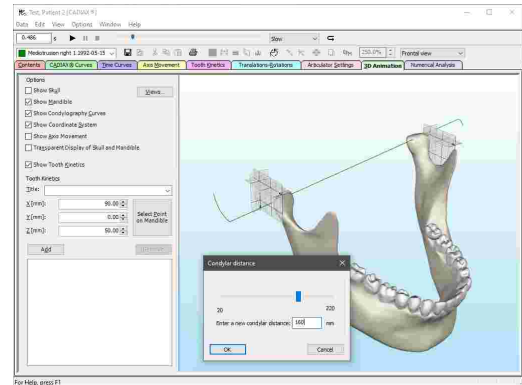 Test, Patient 2 (CADIAX ®)
Data Edit View Options Window Help
0.486 s Slow
Mediotrusion right 1 1992-05-15 250.0% Frontal view
Contents CADIAX® Curves Time Curves Axis Movement Tooth Kinetics Translations-Rotations Articulator Settings 3D Animation Numerical Analysis
Options
Show Skull Views...
Show Mandible
Show Condylography Curves
Show Coordinate System
Show Axis Movement
Transparent Display of Skull and Mandible
Show Tooth Kinetics
Tooth Kinetics
Title:
X [mm]: 90.00
Y [mm]: 0.00 Select Point on Mandible
Z [mm]: 50.00
Add
Condylar distance
20 220
Enter a new condylar distance: 160 mm
OK Cancel
For Help, press F1